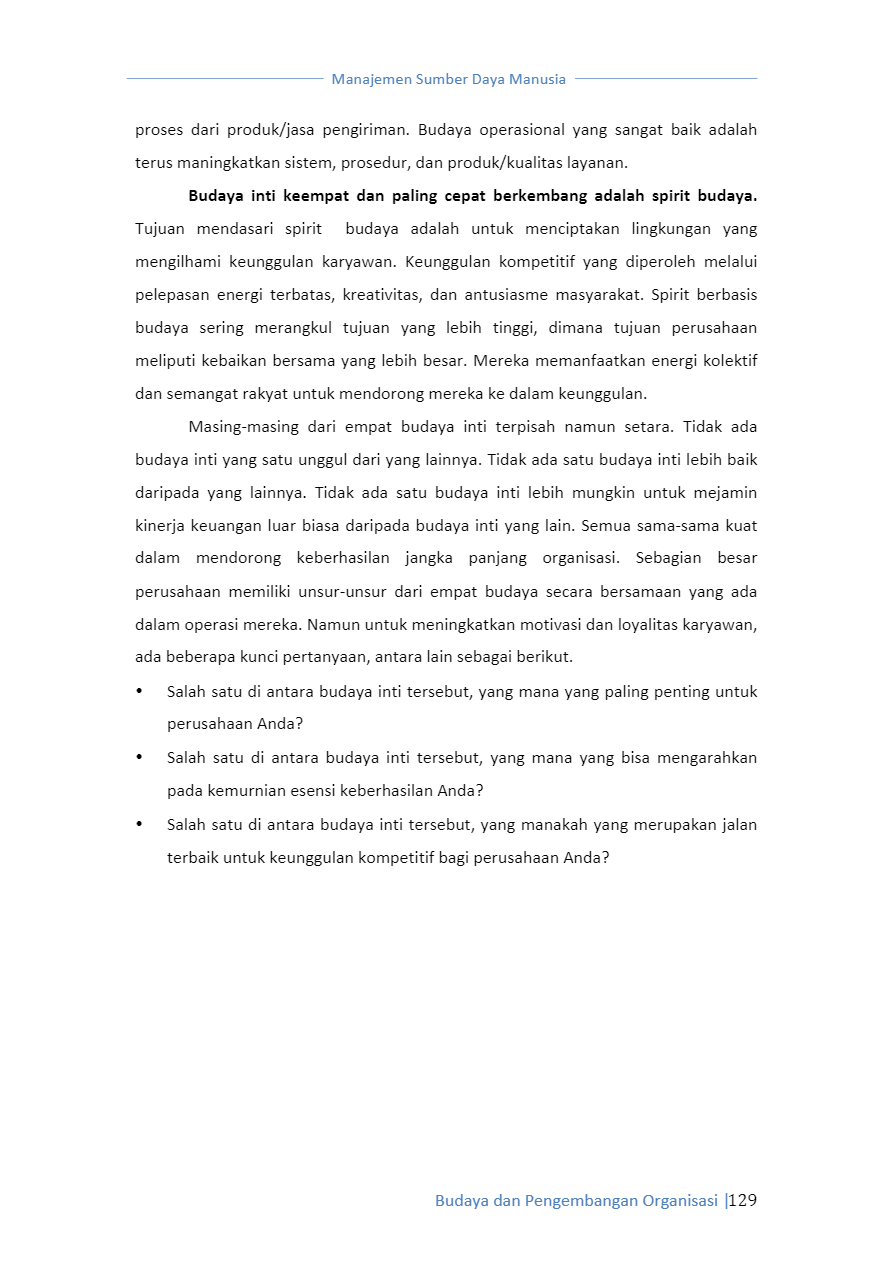 Manajemen Sumber Daya Manusia
proses dari produk/jasa pengiriman. Budaya operasional yang sangat baik adalah
terus maningkatkan sistem, prosedur, dan produk/kualitas layanan.
Budaya inti keempat dan paling cepat berkembang adalah spirit budaya.
Tujuan mendasari spirit budaya adalah untuk menciptakan lingkungan yang
mengilhami keunggulan karyawan. Keunggulan kompetitif yang diperoleh melalui
pelepasan energi terbatas, kreativitas, dan antusiasme masyarakat. Spirit berbasis
budaya sering merangkul tujuan yang lebih tinggi, dimana tujuan perusahaan
meliputi kebaikan bersama yang lebih besar. Mereka memanfaatkan energi kolektif
dan semangat rakyat untuk mendorong mereka ke dalam keunggulan.
Masing-masing dari empat budaya inti terpisah namun setara. Tidak ada
budaya inti yang satu unggul dari yang lainnya. Tidak ada satu budaya inti lebih baik
daripada yang lainnya. Tidak ada satu budaya inti lebih mungkin untuk mejamin
kinerja keuangan luar biasa daripada budaya inti yang lain. Semua sama-sama kuat
dalam mendorong keberhasilan jangka panjang organisasi. Sebagian besar
perusahaan memiliki unsur-unsur dari empat budaya secara bersamaan yang ada
dalam operasi mereka. Namun untuk meningkatkan motivasi dan loyalitas karyawan,
ada beberapa kunci pertanyaan, antara lain sebagai berikut.
• Salah satu di antara budaya inti tersebut, yang mana yang paling penting untuk
perusahaan Anda?
• Salah satu di antara budaya inti tersebut, yang mana yang bisa mengarahkan
pada kemurnian esensi keberhasilan Anda?
• Salah satu di antara budaya inti tersebut, yang manakah yang merupakan jalan
terbaik untuk keunggulan kompetitif bagi perusahaan Anda?
Budaya dan Pengembangan Organisasi |129